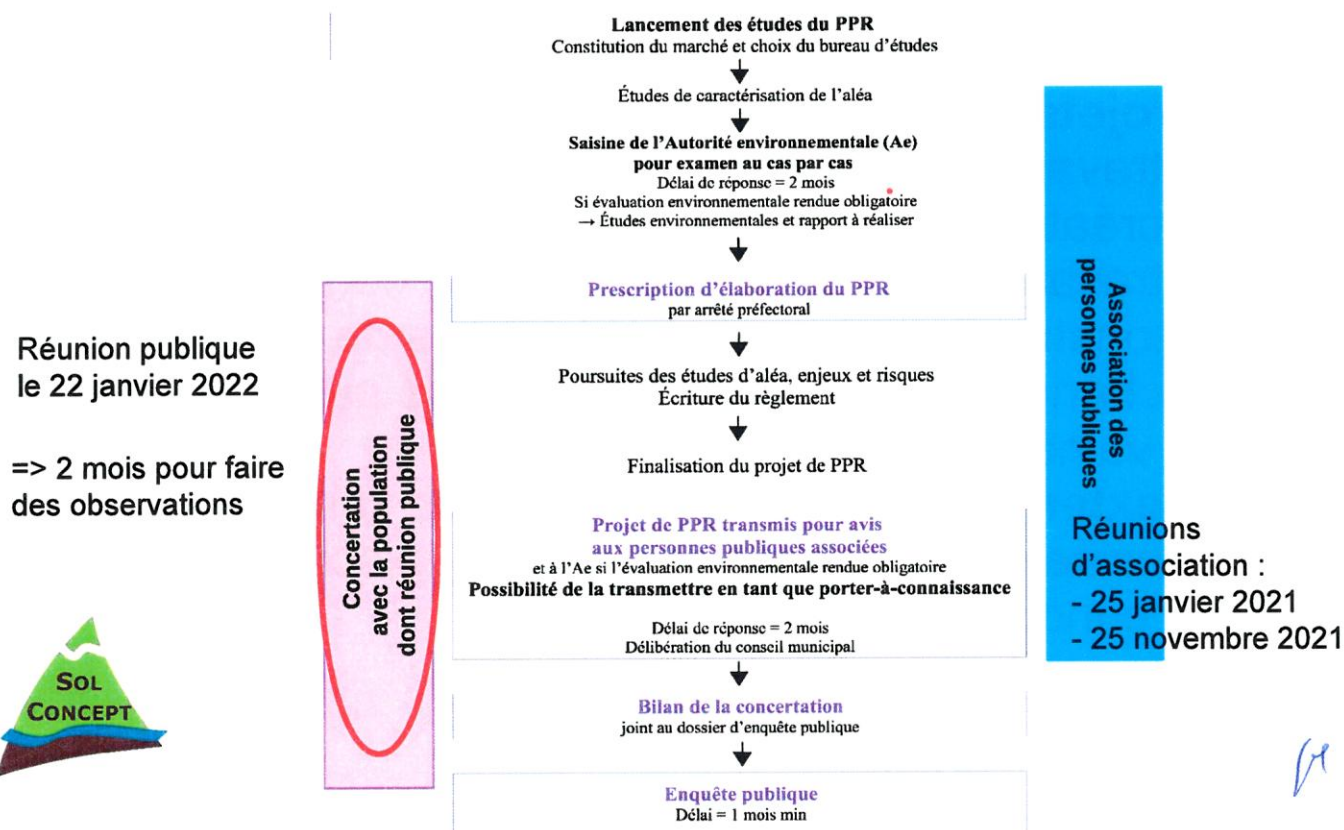 Lancement des études du PPR
Constitution du marché et choix du bureau d'études
Études de caractérisation de l'aléa
Saisine de l'Autorité environnementale (Ae)
pour examen au cas par cas
Délai de réponse = 2 mois
Si évaluation environnementale rendue obligatoire
→ Études environnementales et rapport à réaliser
Prescription d'élaboration du PPR
par arrêté préfectoral
Poursuites des études d'aléa, enjeux et risques
Écriture du règlement
Finalisation du projet de PPR
Projet de PPR transmis pour avis
aux personnes publiques associées
et à l'Ae si l'évaluation environnementale rendue obligatoire
Possibilité de la transmettre en tant que porter-à-connaissance
Délai de réponse = 2 mois
Délibération du conseil municipal
Bilan de la concertation
joint au dossier d'enquête publique
Enquête publique
Délai = 1 mois min
Réunion publique
le 22 janvier 2022
=> 2 mois pour faire
des observations
Concertation
avec la population
dont réunion publique
SOL
CONCEPT
Association des
personnes publiques
Réunions
d'association :
- 25 janvier 2021
- 25 novembre 2021